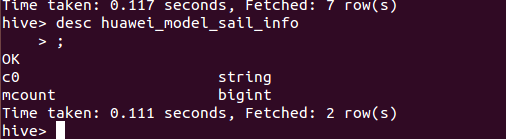 Time taken: 0.117 seconds, Fetched: 7 row(s)
hive> desc huawei_model_sail_info
    > ;
OK
c0                      string
mcount                  bigint
Time taken: 0.111 seconds, Fetched: 2 row(s)
hive>